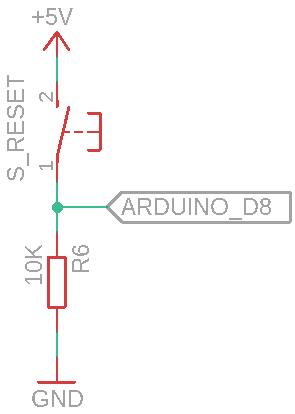 +5V
2
S_RESET
1
ARDUINO_D8
10K
R6
GND